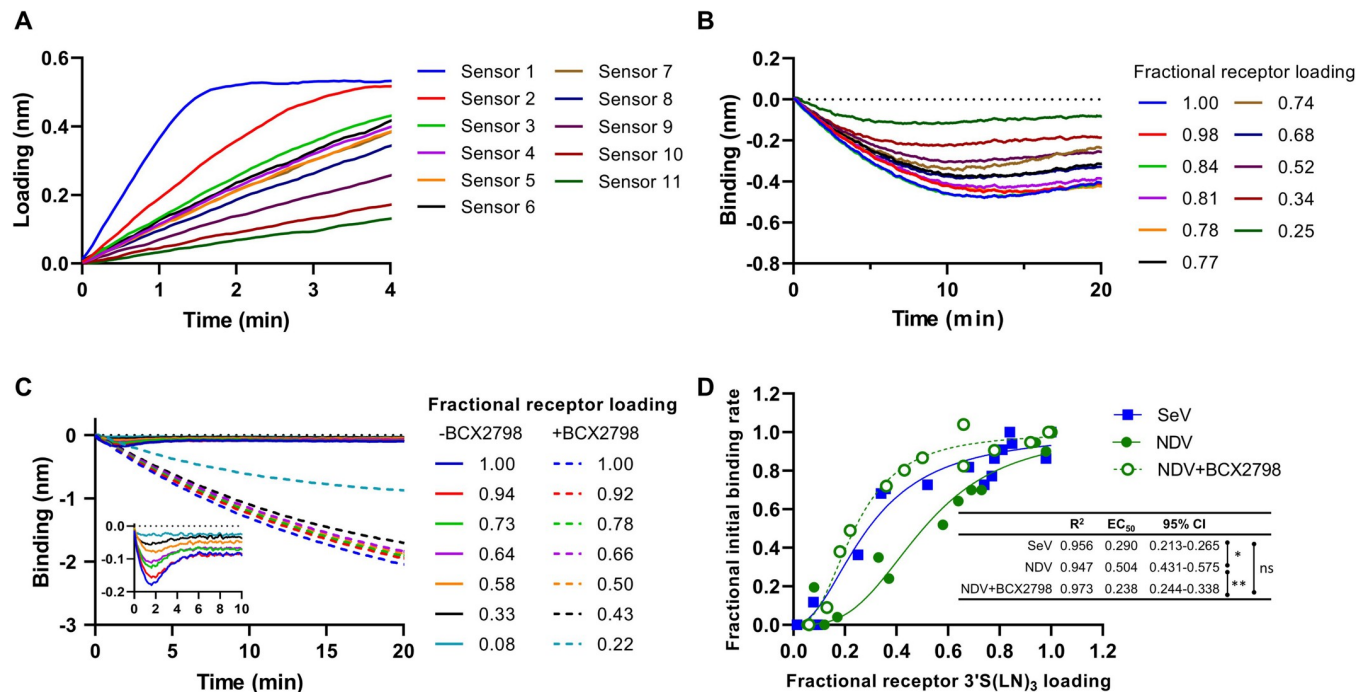 A
Loading (nm)
0.6
0.4
0.2
0.0
0 1 2 3 4
Time (min)
Sensor 1
Sensor 2
Sensor 3
Sensor 4
Sensor 5
Sensor 6
Sensor 7
Sensor 8
Sensor 9
Sensor 10
Sensor 11
B
Binding (nm)
0.0
-0.2
-0.4
-0.6
-0.8
0 10 20
Time (min)
Fractional receptor loading
1.00
0.98
0.84
0.81
0.78
0.77
0.74
0.68
0.52
0.34
0.25
C
Binding (nm)
0
-1
-2
-3
0 5 10 15 20
Time (min)
0.0
-0.1
-0.2
0 2 4 6 8 10
Fractional receptor loading
-BCX2798 +BCX2798
1.00 1.00
0.94 0.92
0.73 0.78
0.64 0.66
0.58 0.50
0.33 0.43
0.08 0.22
D
Fractional initial binding rate
1.2
1.0
0.8
0.6
0.4
0.2
0.0
0.0 0.2 0.4 0.6 0.8 1.0 1.2
Fractional receptor 3'S(LN)3 loading
SeV
NDV
NDV+BCX2798
R2 EC50 95% CI
SeV 0.956 0.290 0.213-0.265
NDV 0.947 0.504 0.431-0.575
NDV+BCX2798 0.973 0.238 0.244-0.338
*
**
ns